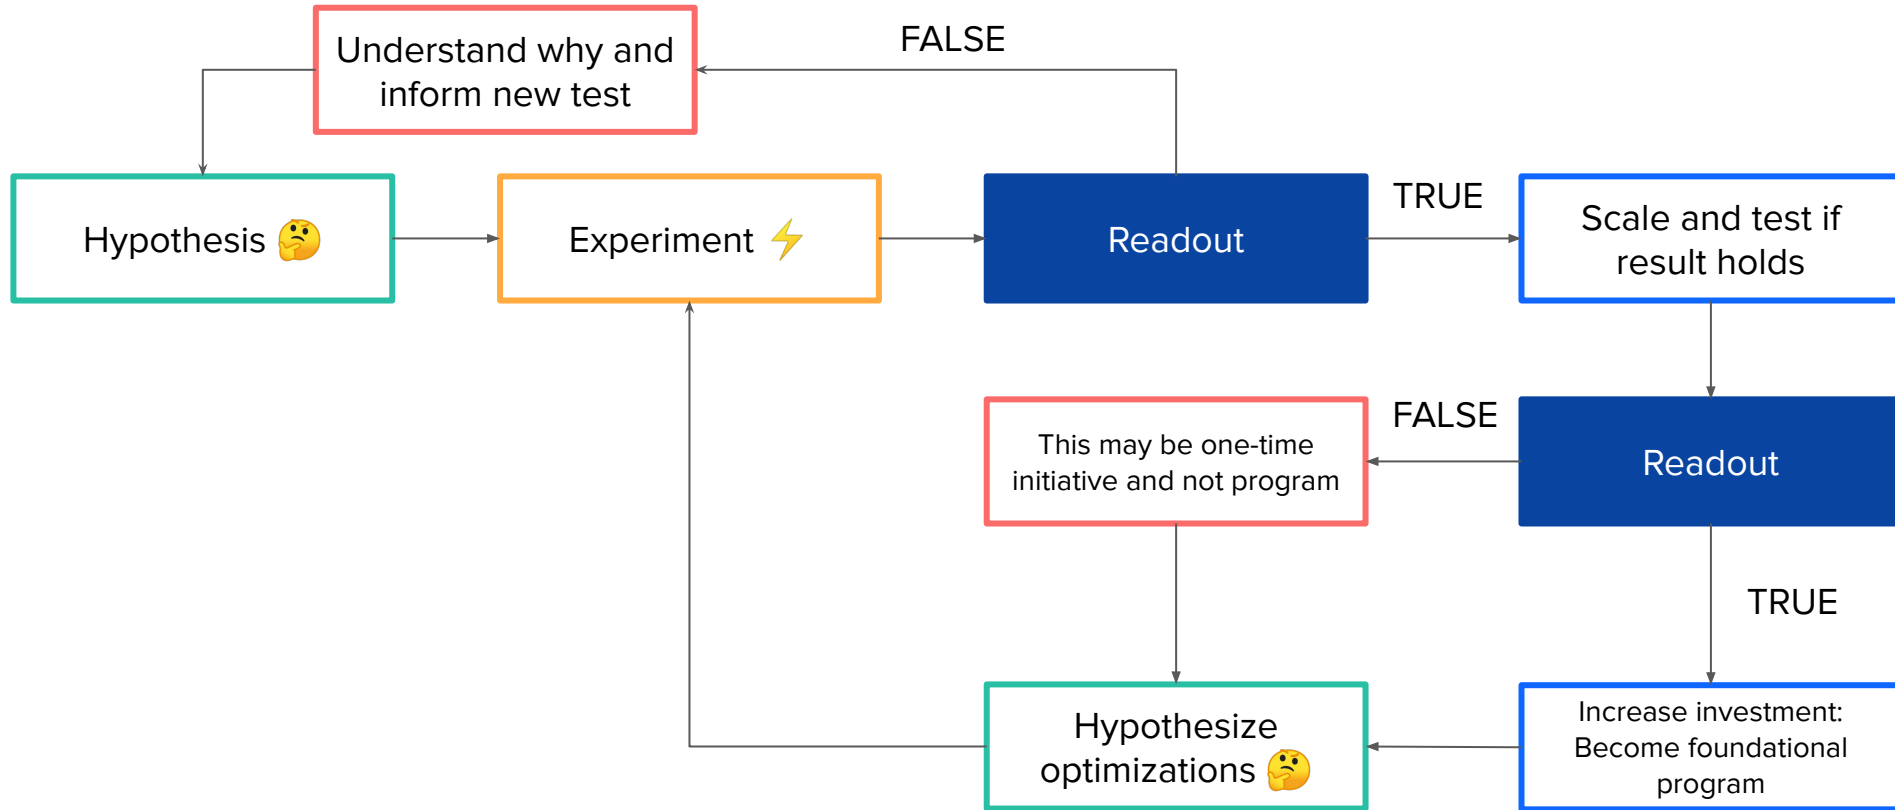 Understand why and
inform new test
FALSE
Hypothesis 🤔
Experiment ⚡
Readout
TRUE
Scale and test if
result holds
This may be one-time
initiative and not program
FALSE
Readout
TRUE
Hypothesize
optimizations 🤔
Increase investment:
Become foundational
program